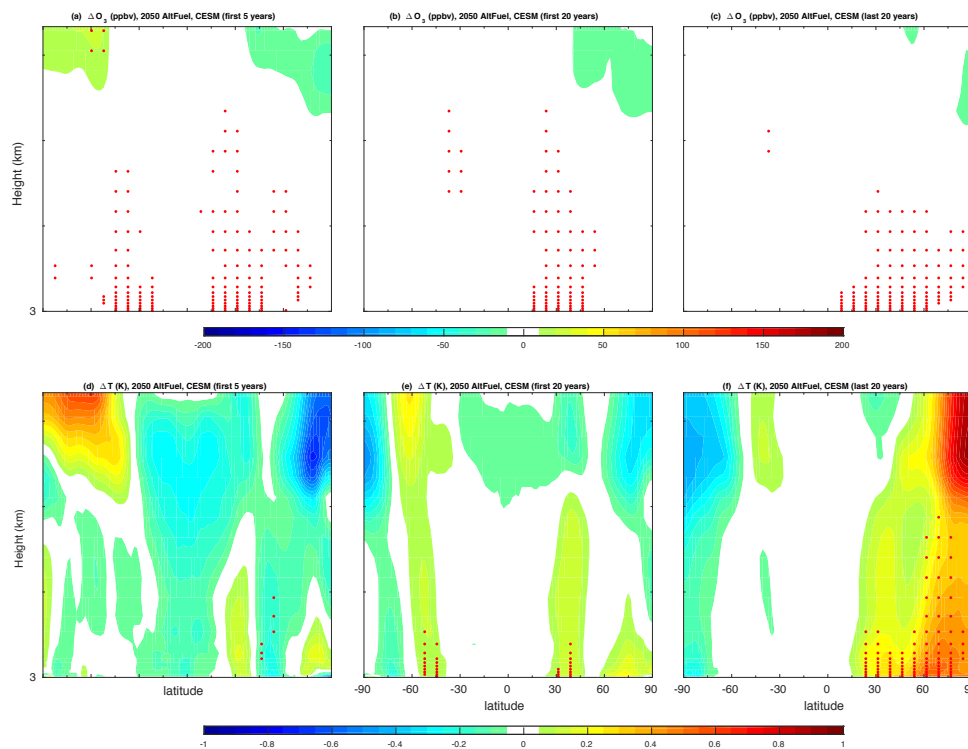 (a) ΔO3 (ppbv), 2050 AltFuel, CESM (first 5 years)
(b) ΔO3 (ppbv), 2050 AltFuel, CESM (first 20 years)
(c) ΔO3 (ppbv), 2050 AltFuel, CESM (last 20 years)
Height (km)
3
-200 -150 -100 -50 -10 0 10 50 100 150 200
(d) ΔT (K), 2050 AltFuel, CESM (first 5 years)
(e) ΔT (K), 2050 AltFuel, CESM (first 20 years)
(f) ΔT (K), 2050 AltFuel, CESM (last 20 years)
Height (km)
3
-90 -60 -30 0 30 60 90
-90 -60 -30 0 30 60 90
latitude
latitude
latitude
-1 -0.8 -0.6 -0.4 -0.2 0 0.2 0.4 0.6 0.8 1